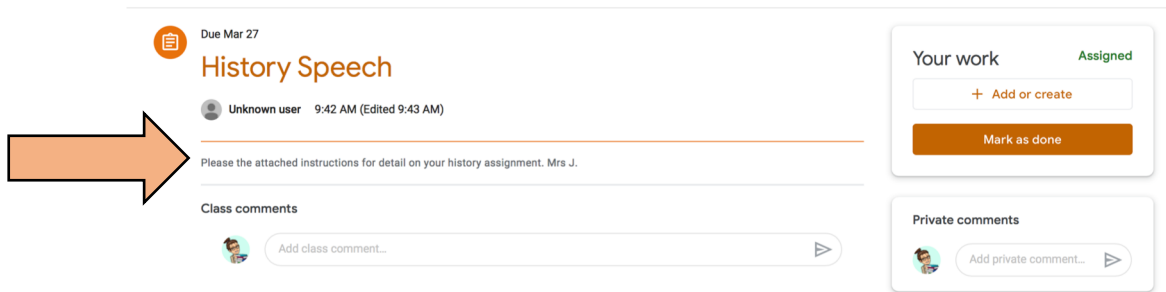 Due Mar 27
History Speech
Unknown user 9:42 AM (Edited 9:43 AM)
Please the attached instructions for detail on your history assignment. Mrs J.
Class comments
Add class comment...
Your work Assigned
+ Add or create
Mark as done
Private comments
Add private comment...